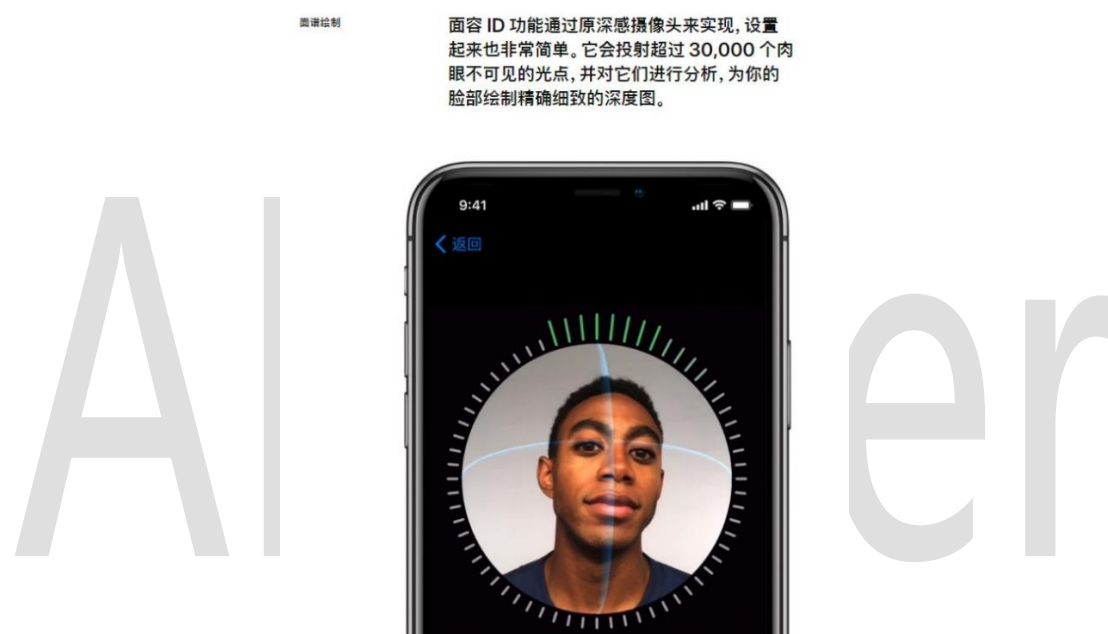 面谱绘制
面容 ID 功能通过原深感摄像头来实现，设置
起来也非常简单。它会投射超过 30,000 个肉
眼不可见的光点，并对它们进行分析，为你的
脸部绘制精确细致的深度图。
9:41
返回